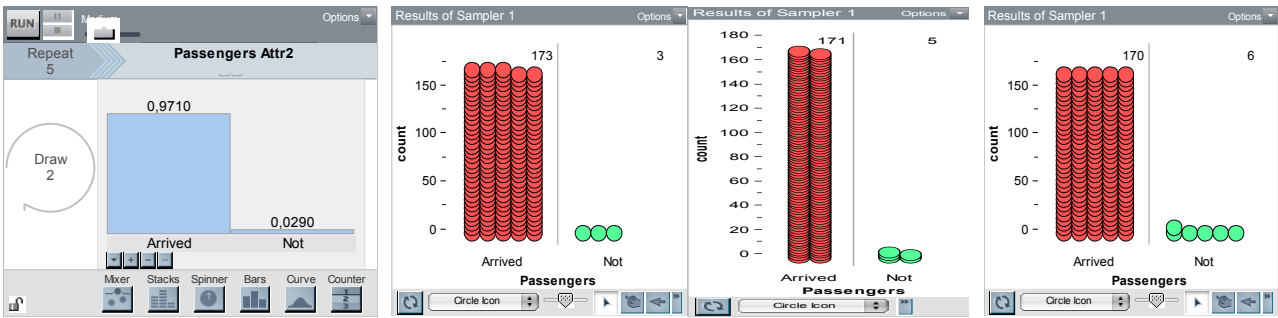 RUN
Options
Repeat
5
Passengers Attr2
Draw
2
0,9710
0,0290
Arrived Not
Mixer Stacks Spinner Bars Curve Counter
1
2
3
Results of Sampler 1 Options
173 3
150
100
50
0
count
Arrived Not
Passengers
Circle Icon
Results of Sampler 1 Options
171 5
180
160
140
120
100
80
60
40
20
0
count
Arrived Not
Passengers
Circle Icon
Results of Sampler 1 Options
170 6
150
100
50
0
count
Arrived Not
Passengers
Circle Icon